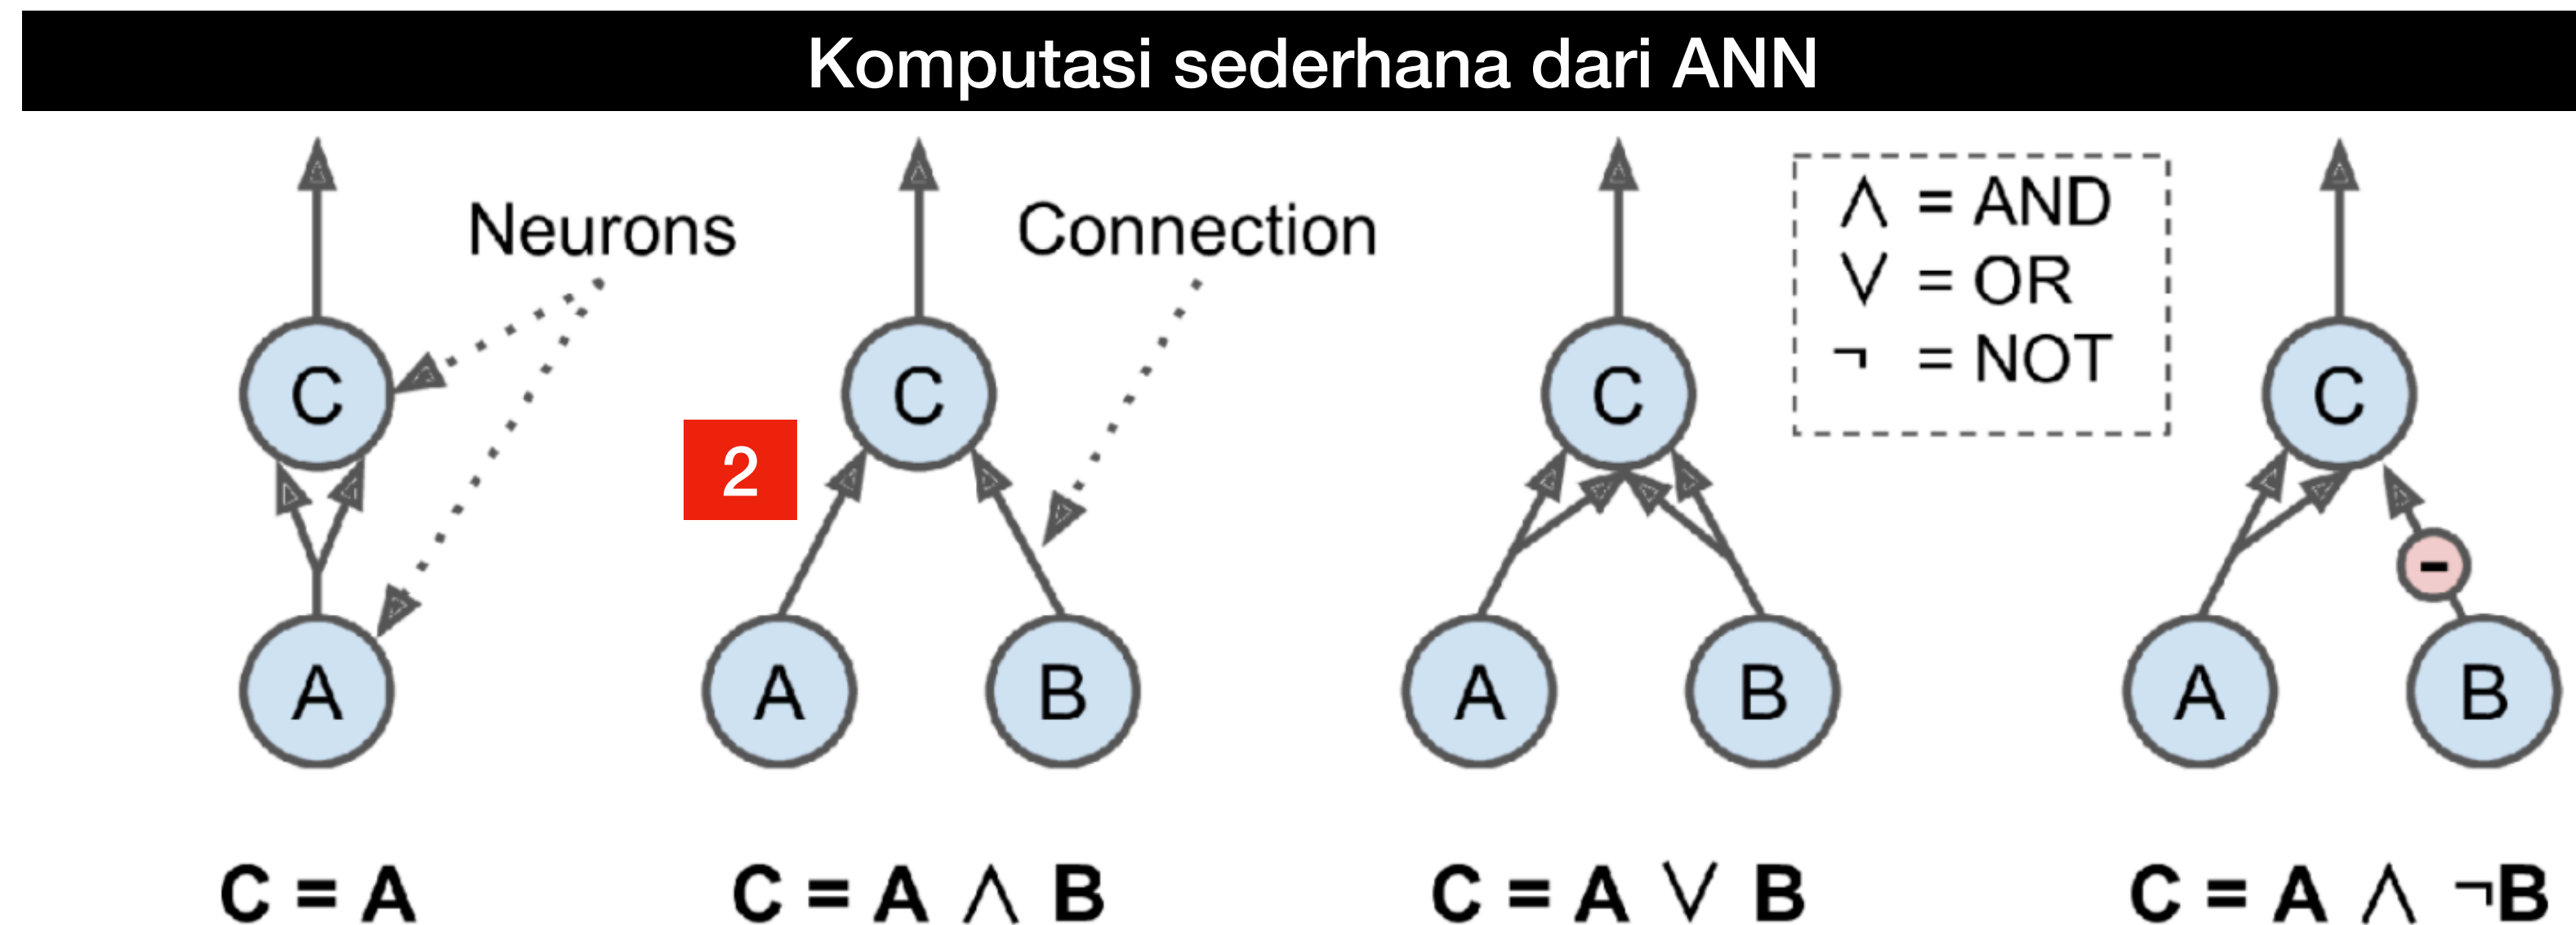 Komputasi sederhana dari ANN
Neurons
Connection
∧ = AND
∨ = OR
¬ = NOT
C
C
C
C
2
-
A
A
B
A
B
A
B
C = A
C = A ∧ B
C = A ∨ B
C = A ∧ ¬B